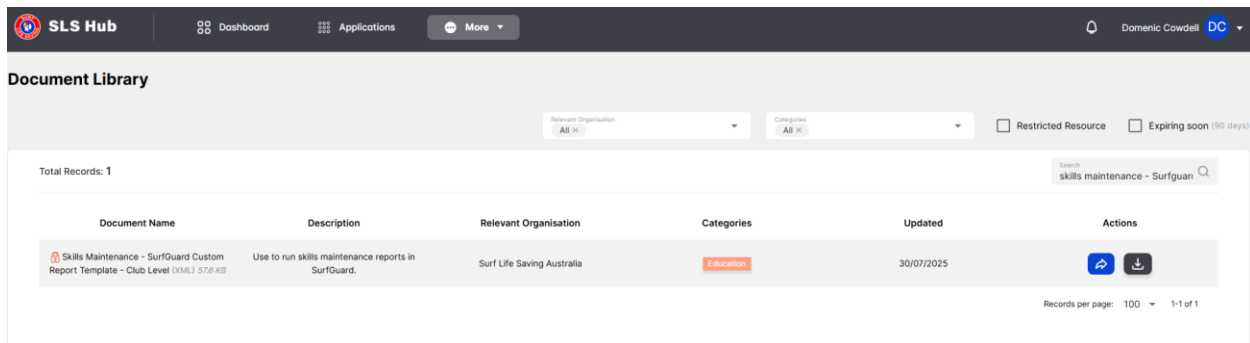 SLS Hub Dashboard Applications More Domenic Cowdell DC
Document Library
Relevant Organisation Categories
All × All × Restricted Resource Expiring soon (90 days)
Total Records: 1 Search
skills maintenance - Surfguar
Document Name Description Relevant Organisation Categories Updated Actions
Skills Maintenance - SurfGuard Custom Use to run skills maintenance reports in
Report Template - Club Level (XML) 57.6 KB SurfGuard. Surf Life Saving Australia Education 30/07/2025
Records per page: 100 1-1 of 1